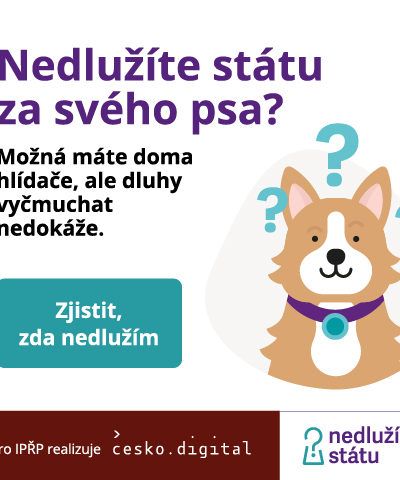 Nedlužíte státu
za svého psa?
Možná máte doma
hlídače, ale dluhy
vyčmuchat
nedokáže.
?
?
Zjistit,
zda nedlužím
ro IPŘP realizuje
cesko.digital
nedluží
státu